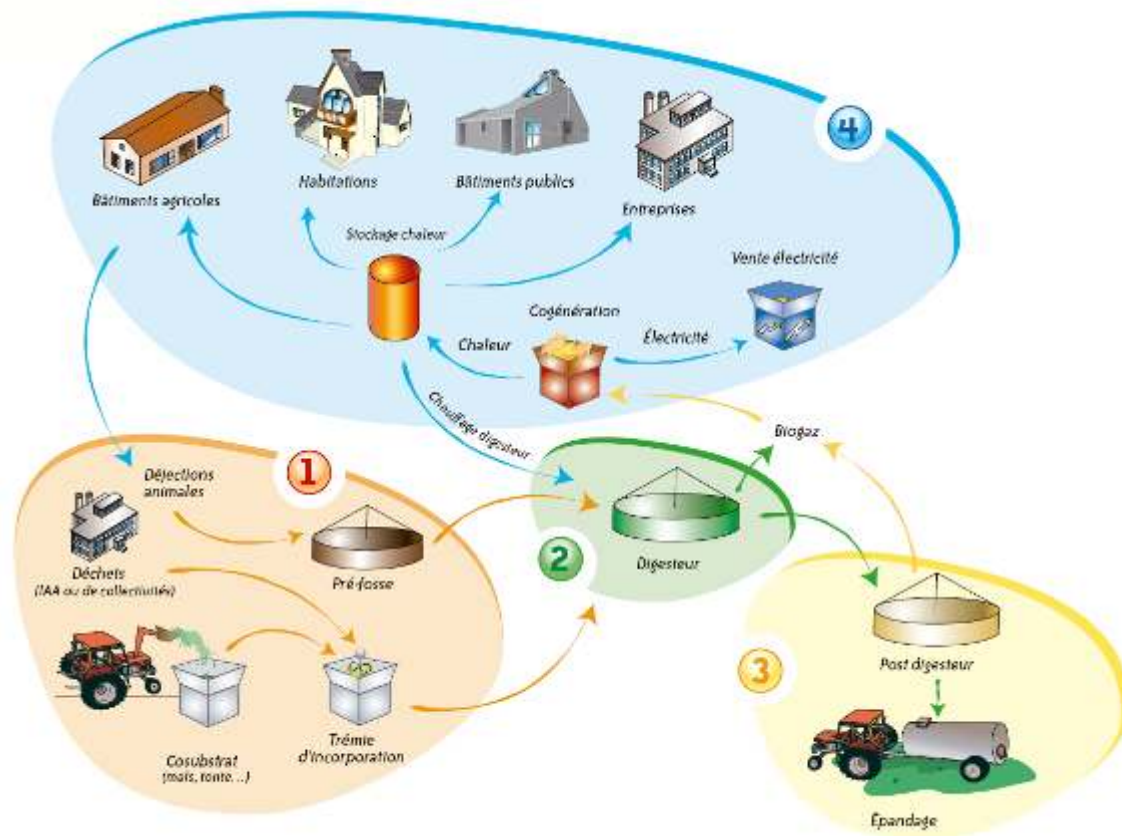 4
Habitations
Bâtiments publics
Bâtiments agricoles
Entreprises
Stockage chaleur
Vente électricité
Cogénération
Chaleur
Électricité
Chauffage digesteur
Biogaz
1
Déjections
animales
Déchets
(IAA ou de collectivités)
Pré-fosse
2
Digesteur
3
Post digesteur
Cosubstrat
(maïs, tonte...)
Trémie
d'incorporation
Épandage